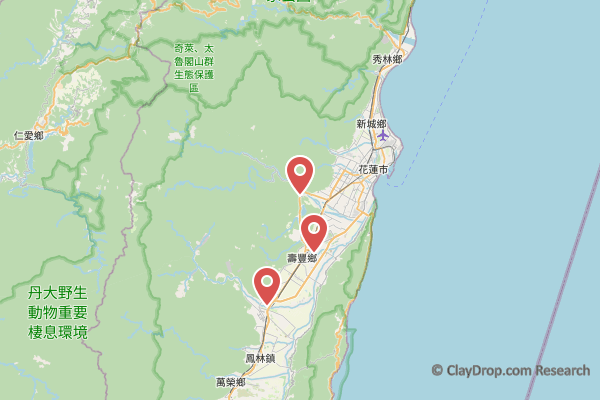 奇萊、太
魯閣山群
生態保護
區
秀林鄉
新城鄉
仁愛鄉
花蓮市
壽豐鄉
丹大野生
動物重要
棲息環境
鳳林鎮
萬榮鄉
© ClayDrop.com Research